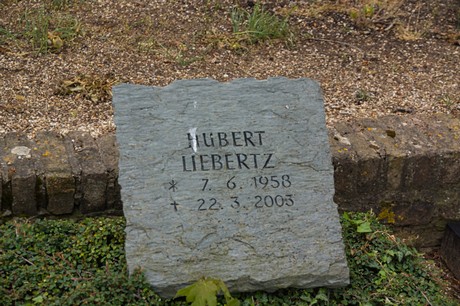 HUBERT
LIEBERTZ
* 7. 6. 1958
† 22. 3. 2005